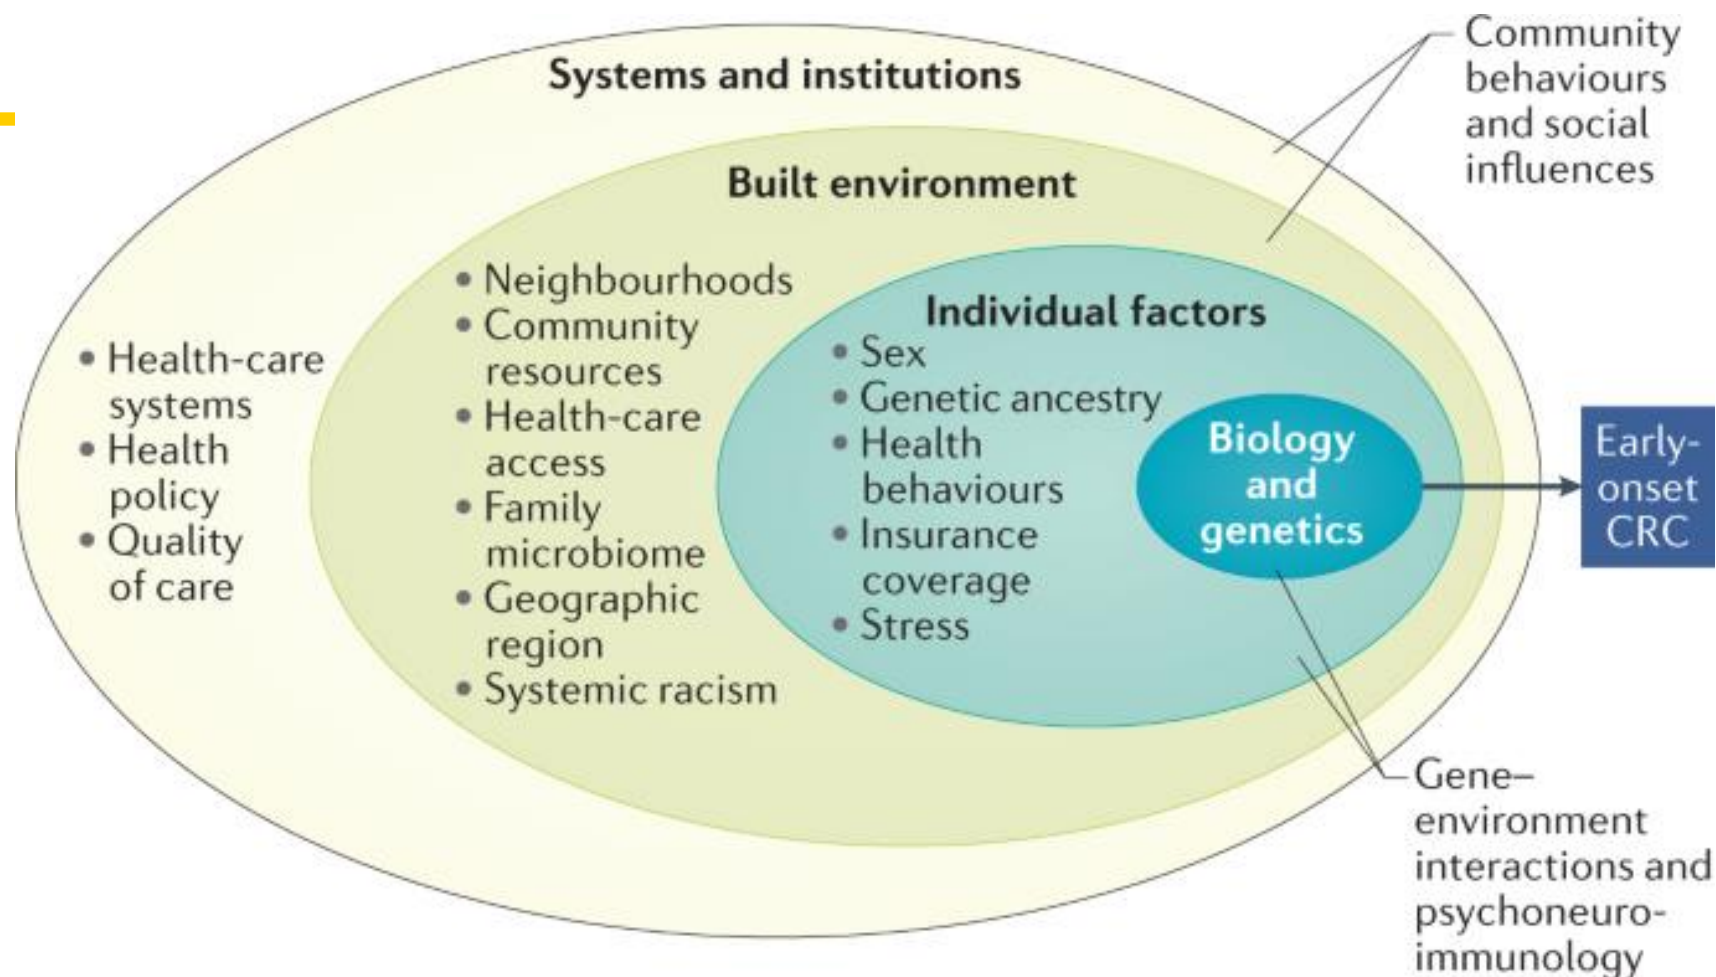 Systems and institutions
Health-care
systems
Health
policy
Quality
of care
Built environment
Neighbourhoods
Community
resources
Health-care
access
Family
microbiome
Geographic
region
Systemic racism
Individual factors
Sex
Genetic ancestry
Health
behaviours
Insurance
coverage
Stress
Biology
and
genetics
Community
behaviours
and social
influences
Early-
onset
CRC
Gene–
environment
interactions and
psychoneuro-
immunology